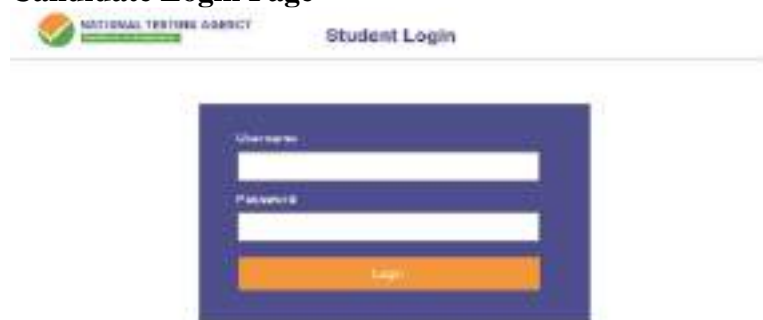 Candidate Login Page
NATIONAL TESTING AGENCY
Student Login
Username
Password
Login